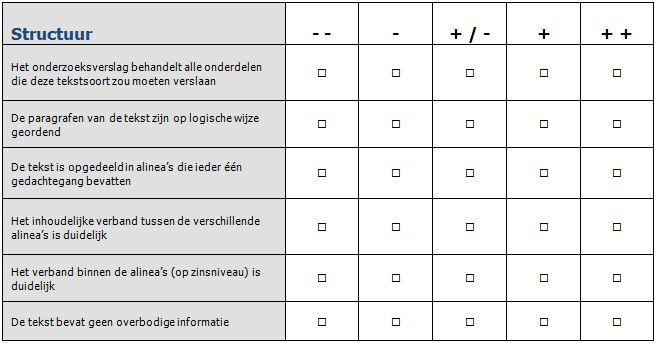 Structuur - - - + / - + + +
Het onderzoeksverslag behandelt alle onderdelen
die deze tekstsoort zou moeten verslaan
De paragrafen van de tekst zijn op logische wijze
geordend
De tekst is opgedeeld in alinea's die ieder één
gedachtegang bevatten
Het inhoudelijke verband tussen de verschillende
alinea's is duidelijk
Het verband binnen de alinea's (op zinsniveau) is
duidelijk
De tekst bevat geen overbodige informatie